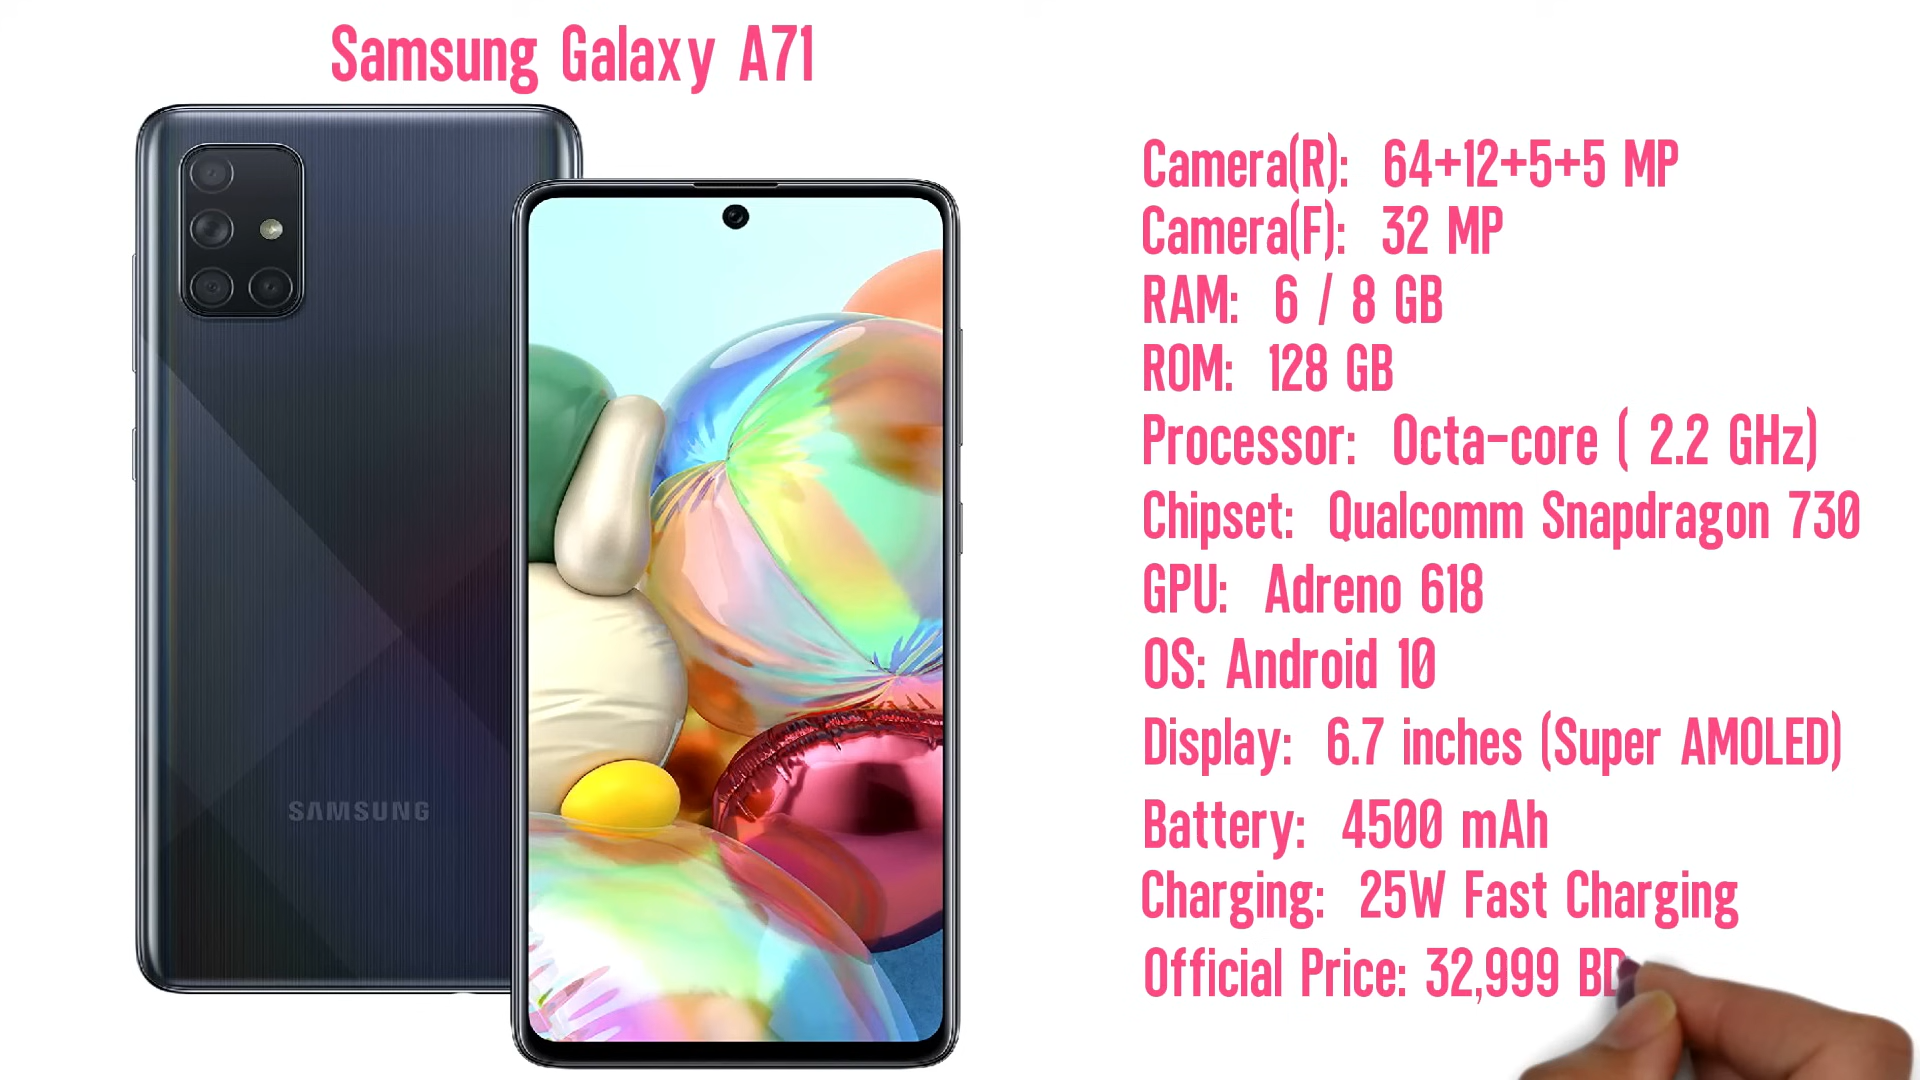 Samsung Galaxy A71
Camera(R): 64+12+5+5 MP
Camera(F): 32 MP
RAM: 6 / 8 GB
ROM: 128 GB
Processor: Octa-core ( 2.2 GHz)
Chipset: Qualcomm Snapdragon 730
GPU: Adreno 618
OS: Android 10
Display: 6.7 inches (Super AMOLED)
Battery: 4500 mAh
Charging: 25W Fast Charging
Official Price: 32,999 BD
SAMSUNG